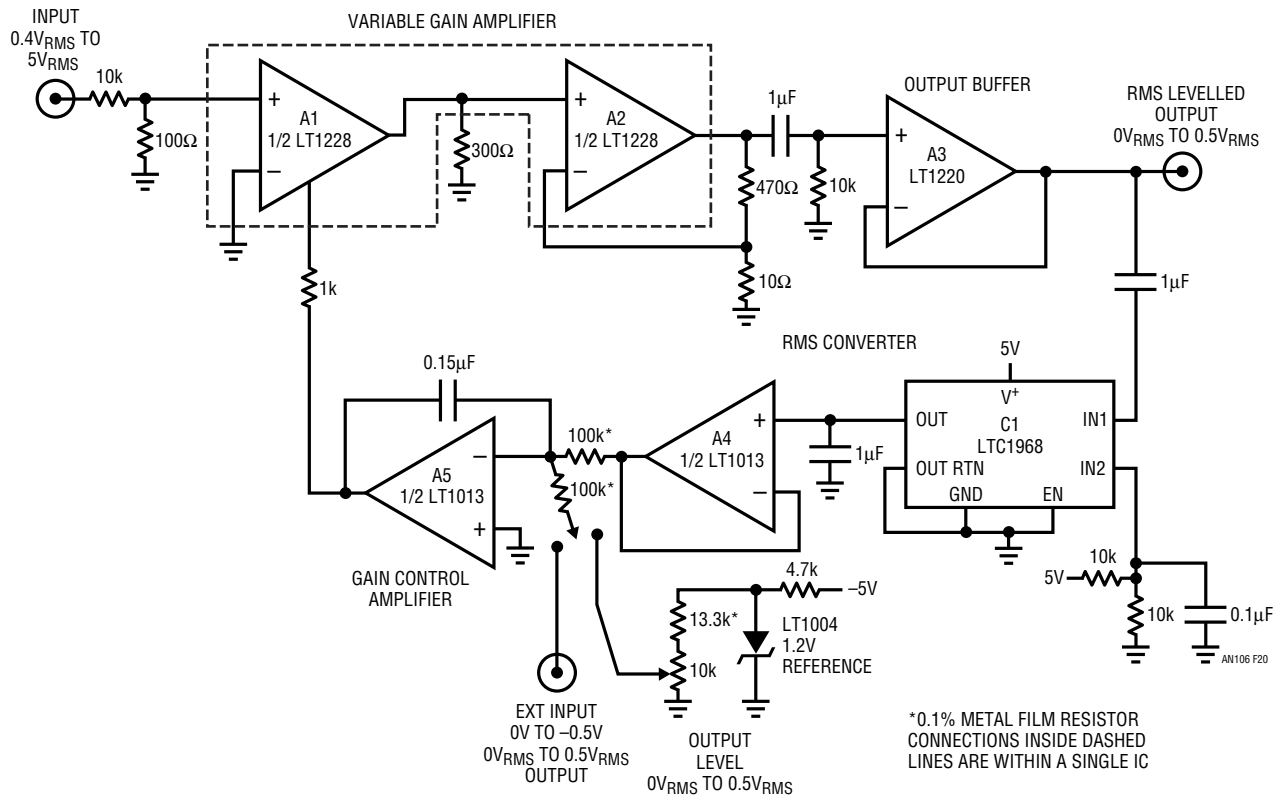 INPUT
0.4VRMS TO
5VRMS
VARIABLE GAIN AMPLIFIER
10k
100Ω
+
A1
1/2 LT1228
−
300Ω
+
A2
1/2 LT1228
−
1µF
470Ω
10k
10Ω
OUTPUT BUFFER
+
A3
LT1220
−
RMS LEVELLED
OUTPUT
0VRMS TO 0.5VRMS
1µF
1k
RMS CONVERTER
5V
V+
C1
LTC1968
OUT
IN1
OUT RTN
IN2
GND
EN
0.15µF
−
A5
1/2 LT1013
+
GAIN CONTROL
AMPLIFIER
100k*
100k*
+
A4
1/2 LT1013
−
1µF
10k
5V
10k
0.1µF
AN106 F20
4.7k
−5V
13.3k*
10k
LT1004
1.2V
REFERENCE
EXT INPUT
0V TO −0.5V
0VRMS TO 0.5VRMS
OUTPUT
OUTPUT
LEVEL
0VRMS TO 0.5VRMS
*0.1% METAL FILM RESISTOR
CONNECTIONS INSIDE DASHED
LINES ARE WITHIN A SINGLE IC